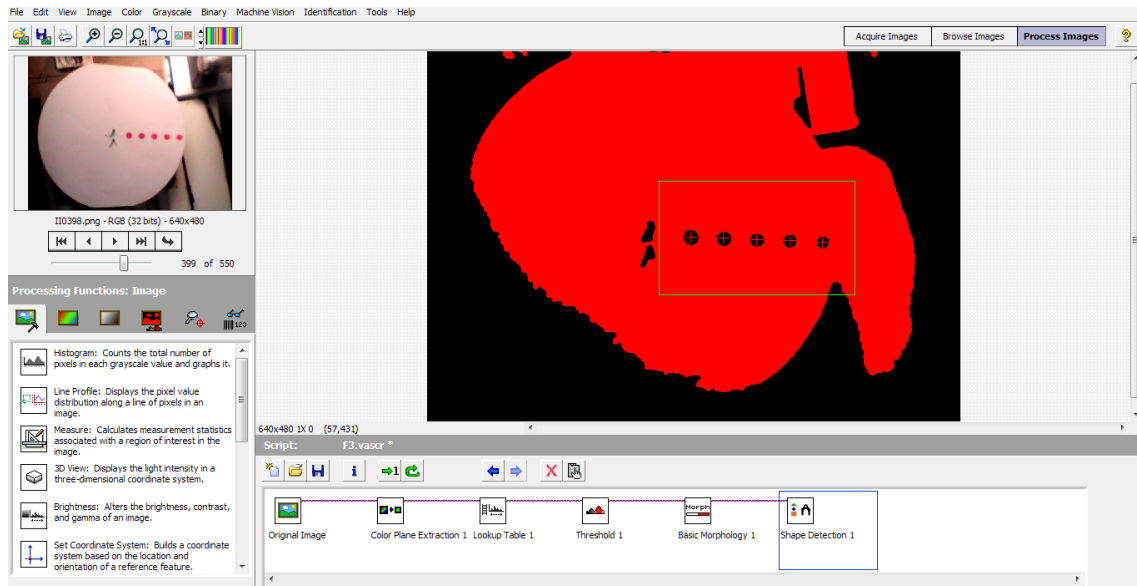 File Edit View Image Color Grayscale Binary Machine Vision Identification Tools Help
Acquire Images Browse Images Process Images
II0398.png - RGB (32 bits) - 640x480
399 of 550
Processing Functions: Image
123
Histogram: Counts the total number of
pixels in each grayscale value and graphs it.
Line Profile: Displays the pixel value
distribution along a line of pixels in an
image.
Measure: Calculates measurement statistics
associated with a region of interest in the
image.
3D View: Displays the light intensity in a
three-dimensional coordinate system.
Brightness: Alters the brightness, contrast,
and gamma of an image.
Set Coordinate System: Builds a coordinate
system based on the location and
orientation of a reference feature.
640x480 1X 0 (57,431)
Script: F3.vascr *
1
Morph
Original Image Color Plane Extraction 1 Lookup Table 1 Threshold 1 Basic Morphology 1 Shape Detection 1